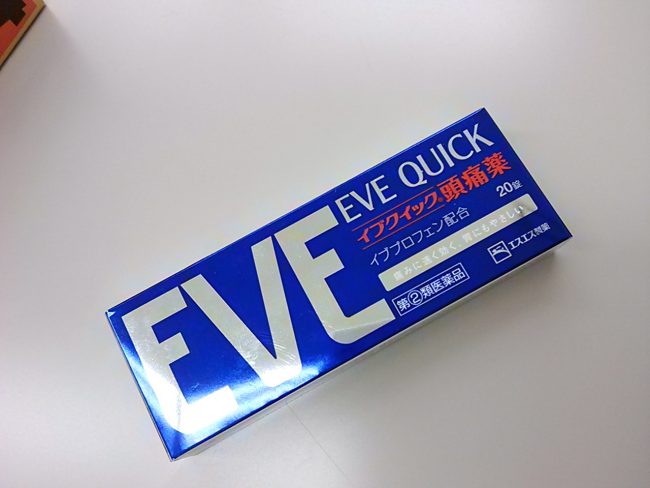 EVE
EVE QUICK
イブクイック®頭痛薬
イブプロフェン配合
20錠
痛みに速く効く、胃にもやさしい
指定第②類医薬品
エスエス製薬